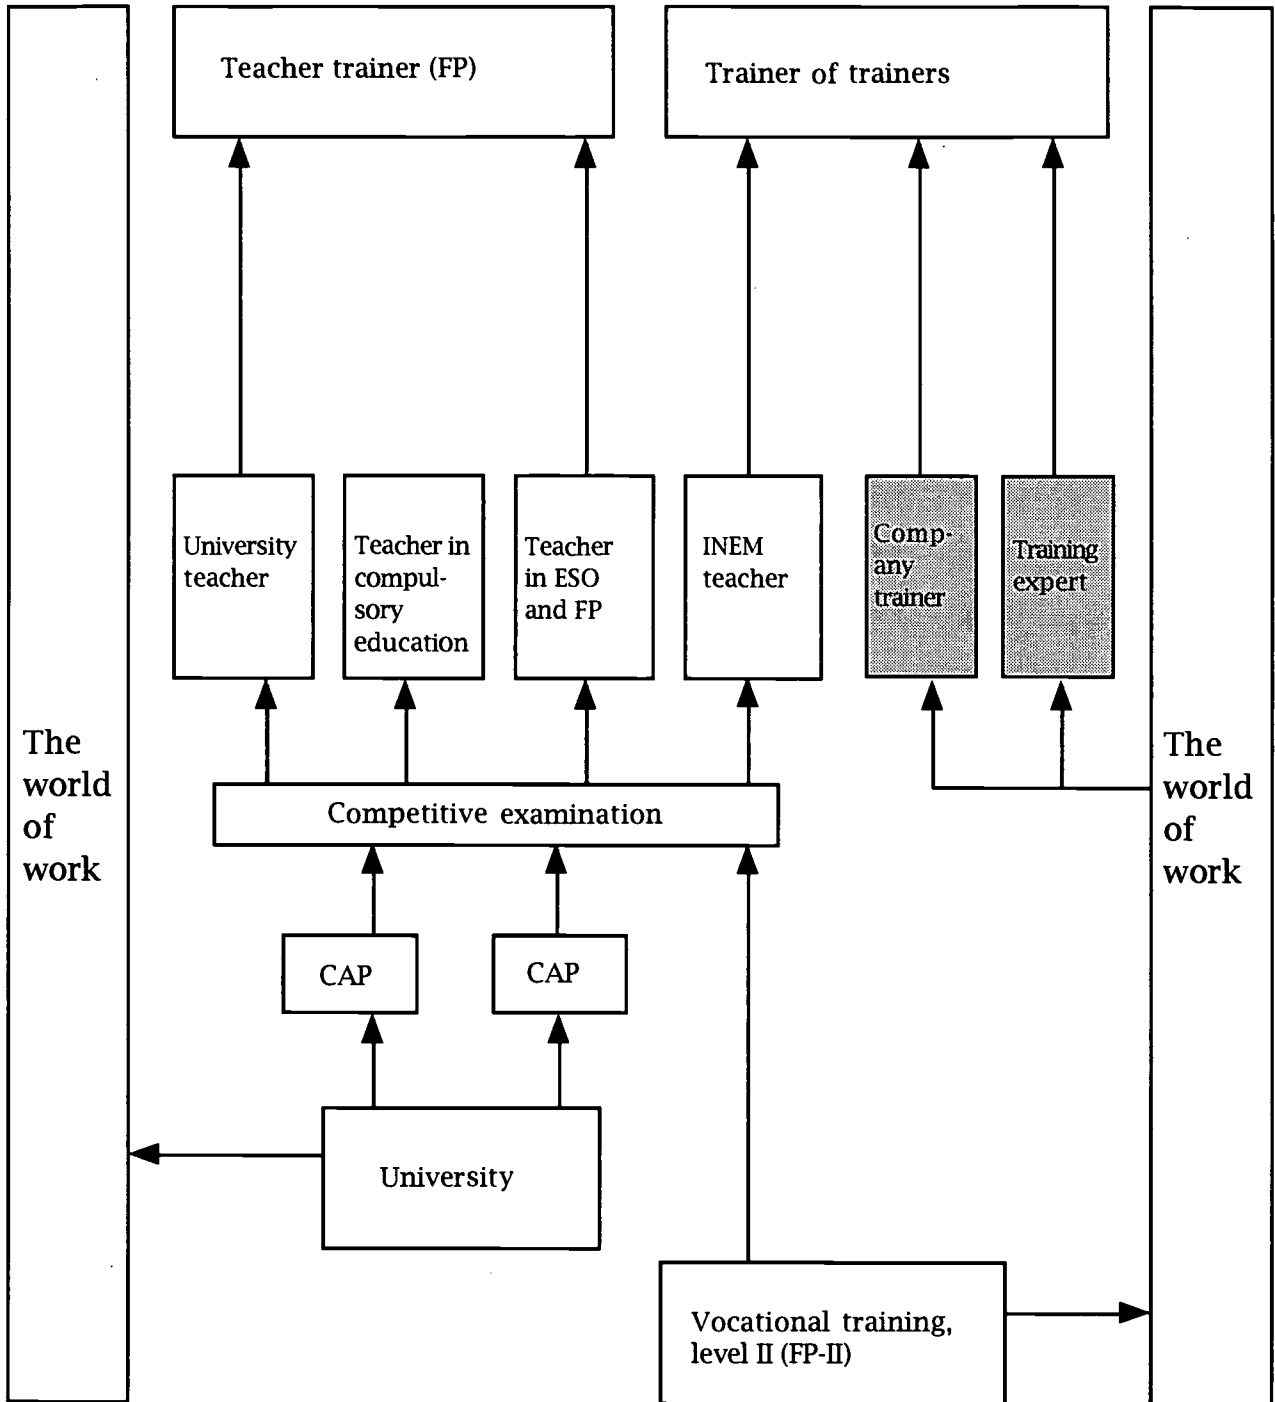 Teacher trainer (FP)
Trainer of trainers
University
teacher
Teacher in
compul-
sory
education
Teacher
in ESO
and FP
INEM
teacher
Comp-
any
trainer
Training
expert
The
world
of
work
The
world
of
work
Competitive examination
CAP
CAP
University
Vocational training,
level II (FP-II)